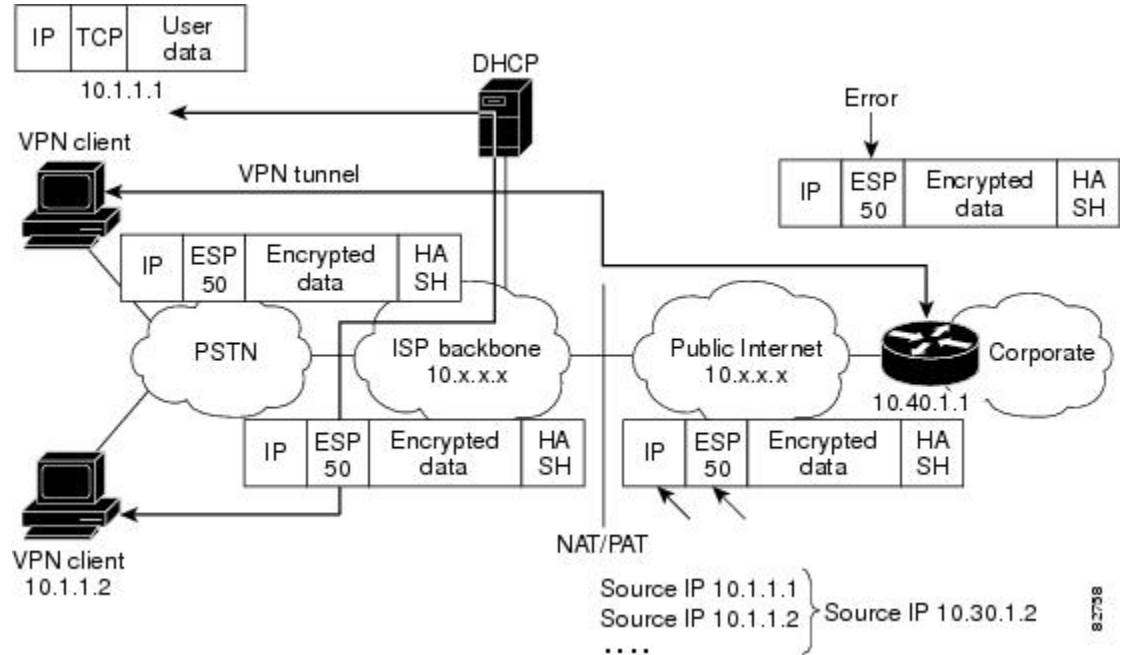 IP TCP User data
10.1.1.1
DHCP
Error
VPN client
VPN tunnel
IP ESP 50 Encrypted data HA SH
IP ESP 50 Encrypted data HA SH
PSTN
ISP backbone
10.x.x.x
Public Internet
10.x.x.x
Corporate
10.40.1.1
IP ESP 50 Encrypted data HA SH
IP ESP 50 Encrypted data HA SH
VPN client
10.1.1.2
NAT/PAT
Source IP 10.1.1.1
Source IP 10.1.1.2
....
Source IP 10.30.1.2
82758